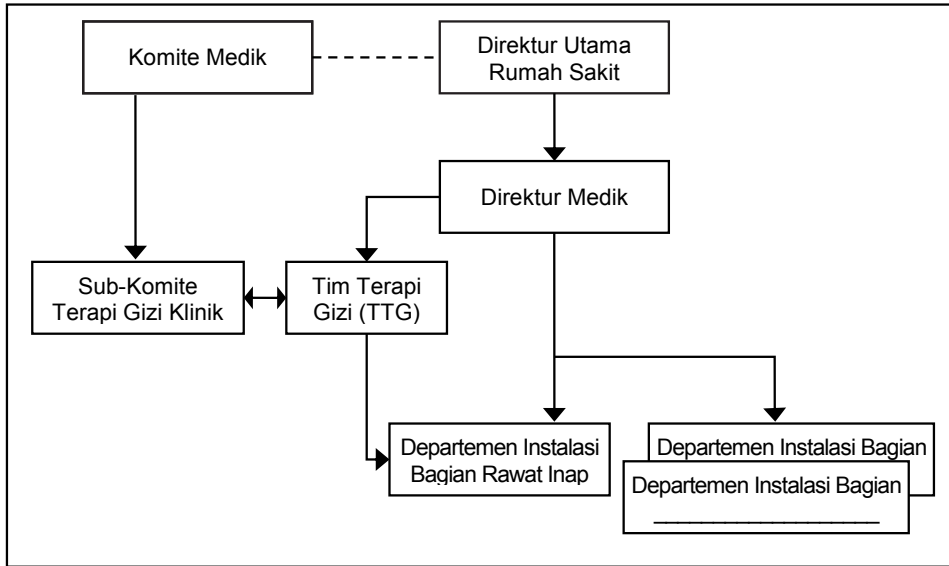 Komite Medik
Direktur Utama
Rumah Sakit
Direktur Medik
Sub-Komite
Terapi Gizi Klinik
Tim Terapi
Gizi (TTG)
Departemen Instalasi
Bagian Rawat Inap
Departemen Instalasi Bagian
Departemen Instalasi Bagian
____________________